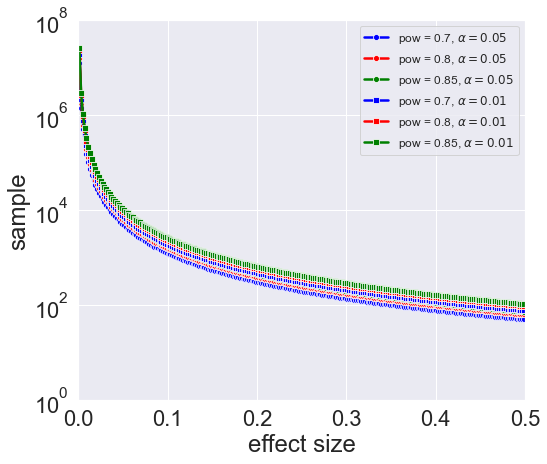 10^8
10^6
10^4
10^2
10^0
sample
0.0 0.1 0.2 0.3 0.4 0.5
effect size
pow = 0.7, α = 0.05
pow = 0.8, α = 0.05
pow = 0.85, α = 0.05
pow = 0.7, α = 0.01
pow = 0.8, α = 0.01
pow = 0.85, α = 0.01